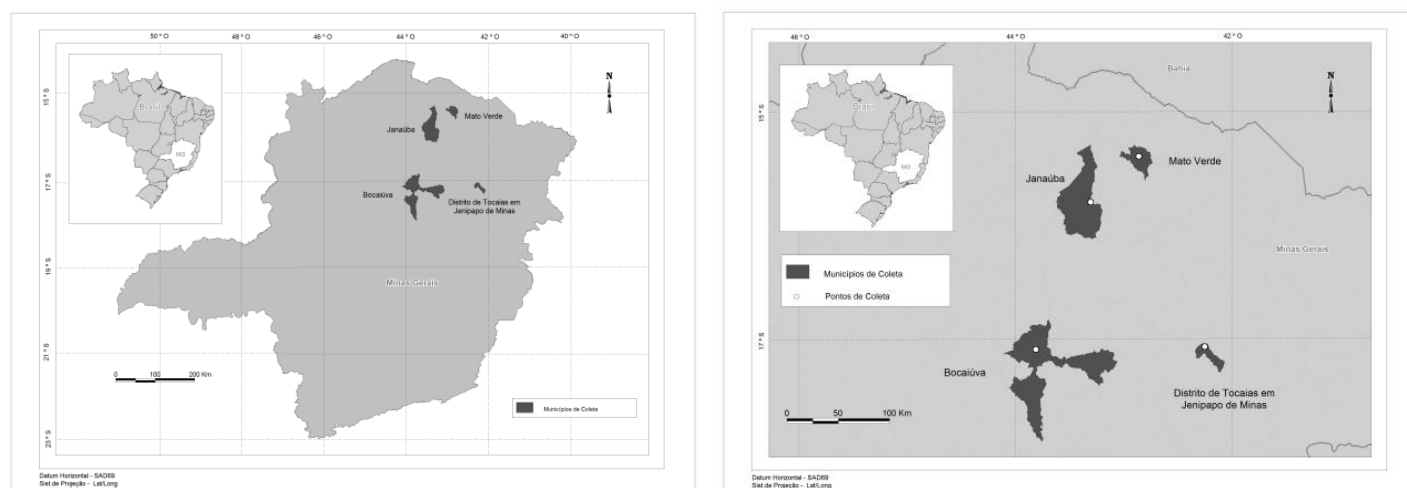 50 º O
48 º O
46 º O
44 º O
42 º O
40 º O
N
Brasil
MG
15 º S
Janaúba
Mato Verde
17 º S
Bocaiúva
Distrito de Tocaias em
Jenipapo de Minas
19 º S
Minas Gerais
21 º S
0 50 100 200 Km
Municípios de Coleta
23 º S
Datum Horizontal - SAD69
Sist.de Projeção - Lat/Long
46 º O
44 º O
42 º O
Bahia
N
Brasil
MG
15 º S
Janaúba
Mato Verde
Minas Gerais
Municípios de Coleta
Pontos de Coleta
17 º S
Bocaiúva
Distrito de Tocaias em
Jenipapo de Minas
0 50 100 Km
Datum Horizontal - SAD69
Sist.de Projeção - Lat/Long